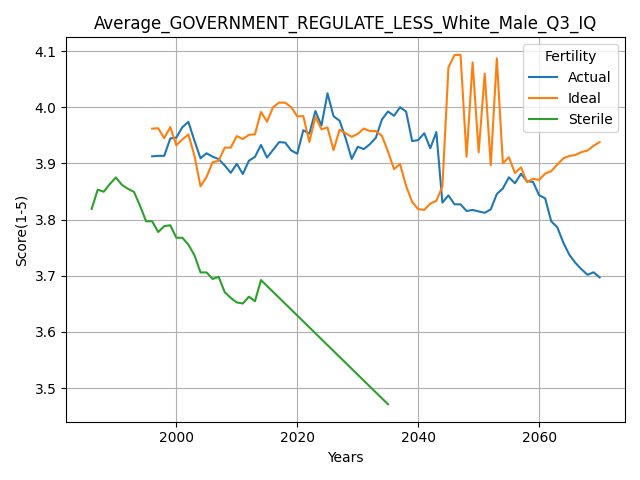 Average_GOVERNMENT_REGULATE_LESS_White_Male_Q3_IQ
4.1
4.0
3.9
3.8
3.7
3.6
3.5
Score(1-5)
Fertility
Actual
Ideal
Sterile
2000
2020
2040
2060
Years